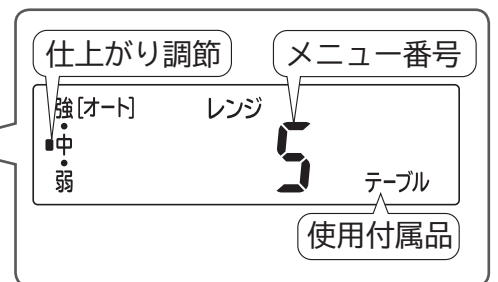 仕上がり調節
メニュー番号
強[オート]
レンジ
中
5
弱
テーブル
使用付属品